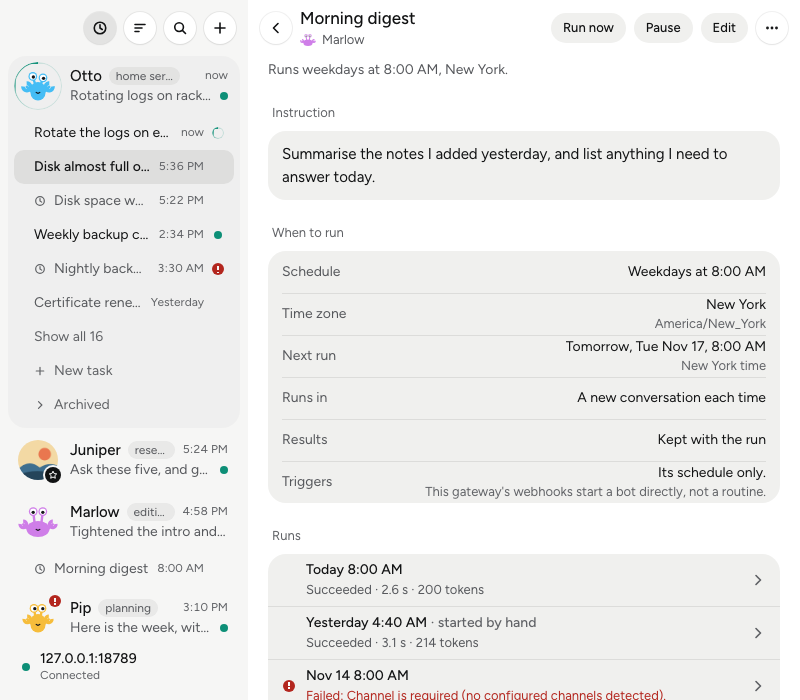 Otto home ser... now
Rotating logs on rack...
Rotate the logs on e... now
Disk almost full o... 5:36 PM
Disk space w... 5:22 PM
Weekly backup c... 2:34 PM
Nightly back... 3:30 AM
Certificate rene... Yesterday
Show all 16
New task
Archived
Juniper rese... 5:24 PM
Ask these five, and g...
Marlow editi... 4:58 PM
Tightened the intro and...
Morning digest 8:00 AM
Pip planning 3:10 PM
Here is the week, wit...
127.0.0.1:18789
Connected
Morning digest
Marlow
Run now Pause Edit
Runs weekdays at 8:00 AM, New York.
Instruction
Summarise the notes I added yesterday, and list anything I need to
answer today.
When to run
Schedule Weekdays at 8:00 AM
Time zone New York
America/New_York
Next run Tomorrow, Tue Nov 17, 8:00 AM
New York time
Runs in A new conversation each time
Results Kept with the run
Triggers Its schedule only.
This gateway's webhooks start a bot directly, not a routine.
Runs
Today 8:00 AM
Succeeded · 2.6 s · 200 tokens
Yesterday 4:40 AM · started by hand
Succeeded · 3.1 s · 214 tokens
Nov 14 8:00 AM
Failed: Channel is required (no configured channels detected).